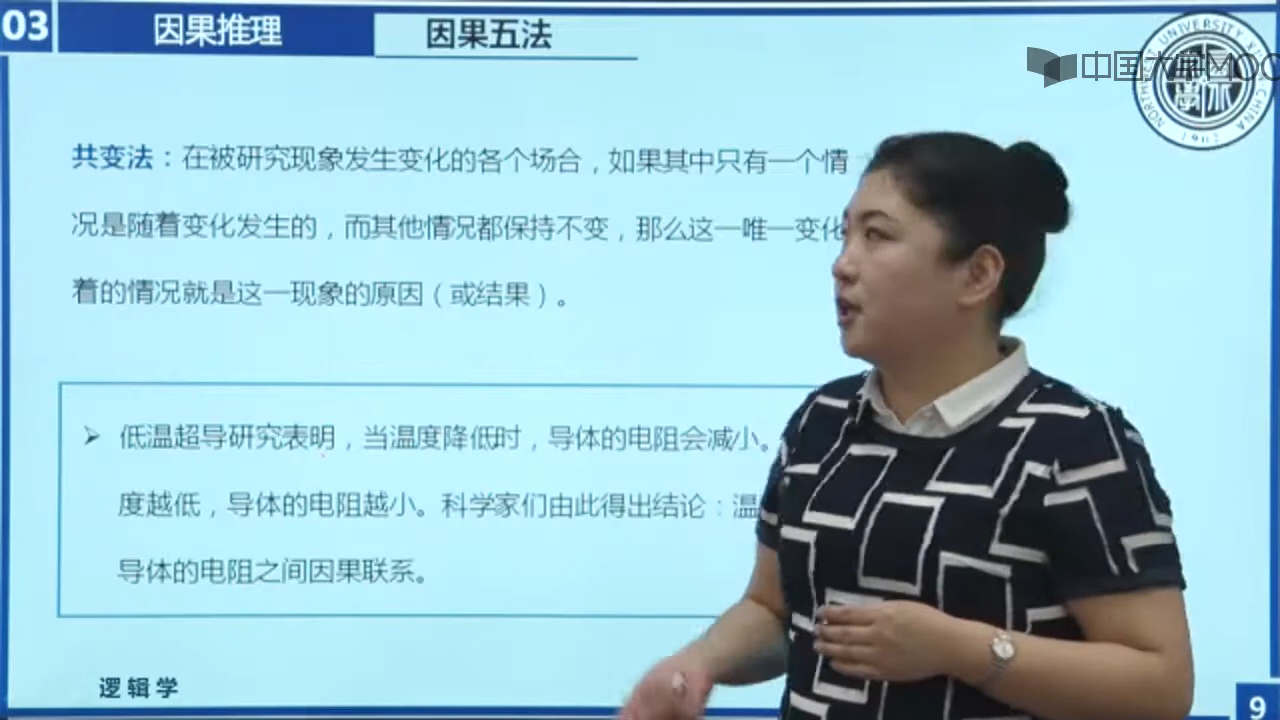 03 因果推理 因果五法
中国大学MOOC
NORTHWEST UNIVERSITY XI'AN CHINA
1902
共变法：在被研究现象发生变化的各个场合，如果其中只有一个情
况是随着变化发生的，而其他情况都保持不变，那么这一唯一变化
着的情况就是这一现象的原因（或结果）。
➢ 低温超导研究表明，当温度降低时，导体的电阻会减小。
度越低，导体的电阻越小。科学家们由此得出结论：温
导体的电阻之间因果联系。
逻辑学
9